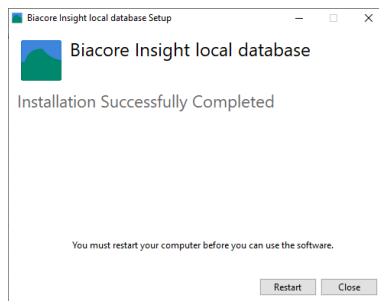 Biacore Insight local database Setup
Biacore Insight local database
Installation Successfully Completed
You must restart your computer before you can use the software.
Restart Close